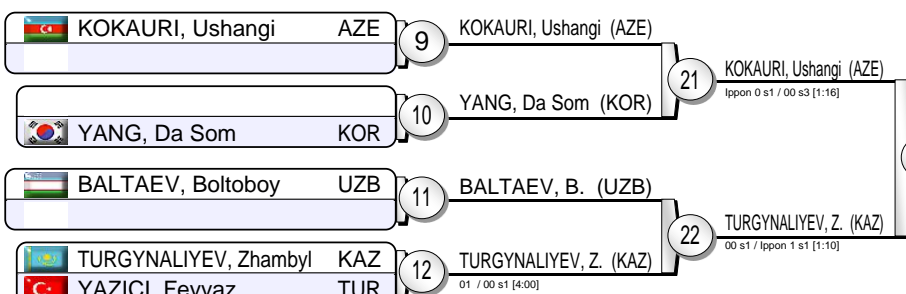 KOKAURI, Ushangi AZE
9
KOKAURI, Ushangi (AZE)
21
KOKAURI, Ushangi (AZE)
Ippon 0 s1 / 00 s3 [1:16]
YANG, Da Som KOR
10
YANG, Da Som (KOR)
BALTAEV, Boltoboy UZB
11
BALTAEV, B. (UZB)
22
TURGYNALIYEV, Z. (KAZ)
00 s1 / Ippon 1 s1 [1:10]
TURGYNALIYEV, Zhambyl KAZ
12
TURGYNALIYEV, Z. (KAZ)
01 / 00 s1 [4:00]
YAZICI, Feyyaz TUR